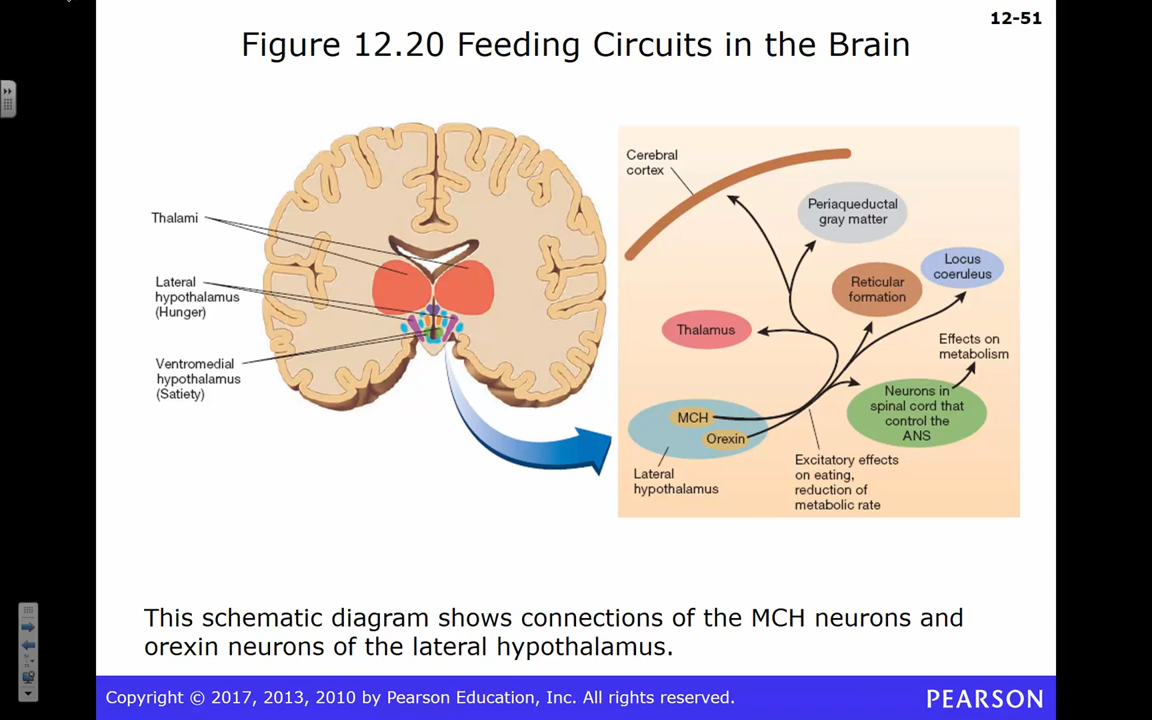 12-51
Figure 12.20 Feeding Circuits in the Brain
Thalami
Lateral
hypothalamus
(Hunger)
Ventromedial
hypothalamus
(Satiety)
Cerebral
cortex
Periaqueductal
gray matter
Locus
coeruleus
Reticular
formation
Thalamus
Effects on
metabolism
Neurons in
spinal cord that
control the
ANS
MCH
Orexin
Lateral
hypothalamus
Excitatory effects
on eating,
reduction of
metabolic rate
This schematic diagram shows connections of the MCH neurons and
orexin neurons of the lateral hypothalamus.
Copyright © 2017, 2013, 2010 by Pearson Education, Inc. All rights reserved.
PEARSON